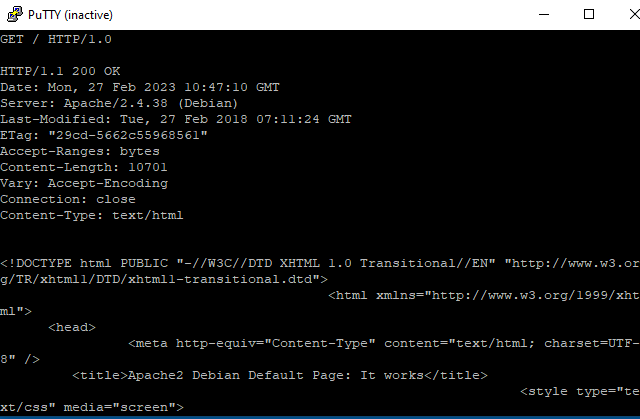 PuTTY (inactive)
GET / HTTP/1.0
HTTP/1.1 200 OK
Date: Mon, 27 Feb 2023 10:47:10 GMT
Server: Apache/2.4.38 (Debian)
Last-Modified: Tue, 27 Feb 2018 07:11:24 GMT
ETag: "29cd-5662c55968561"
Accept-Ranges: bytes
Content-Length: 10701
Vary: Accept-Encoding
Connection: close
Content-Type: text/html
<!DOCTYPE html PUBLIC "-//W3C//DTD XHTML 1.0 Transitional//EN" "http://www.w3.or
g/TR/xhtml1/DTD/xhtml1-transitional.dtd">
<html xmlns="http://www.w3.org/1999/xht
ml">
<head>
<meta http-equiv="Content-Type" content="text/html; charset=UTF-
8" />
<title>Apache2 Debian Default Page: It works</title>
<style type="te
xt/css" media="screen">